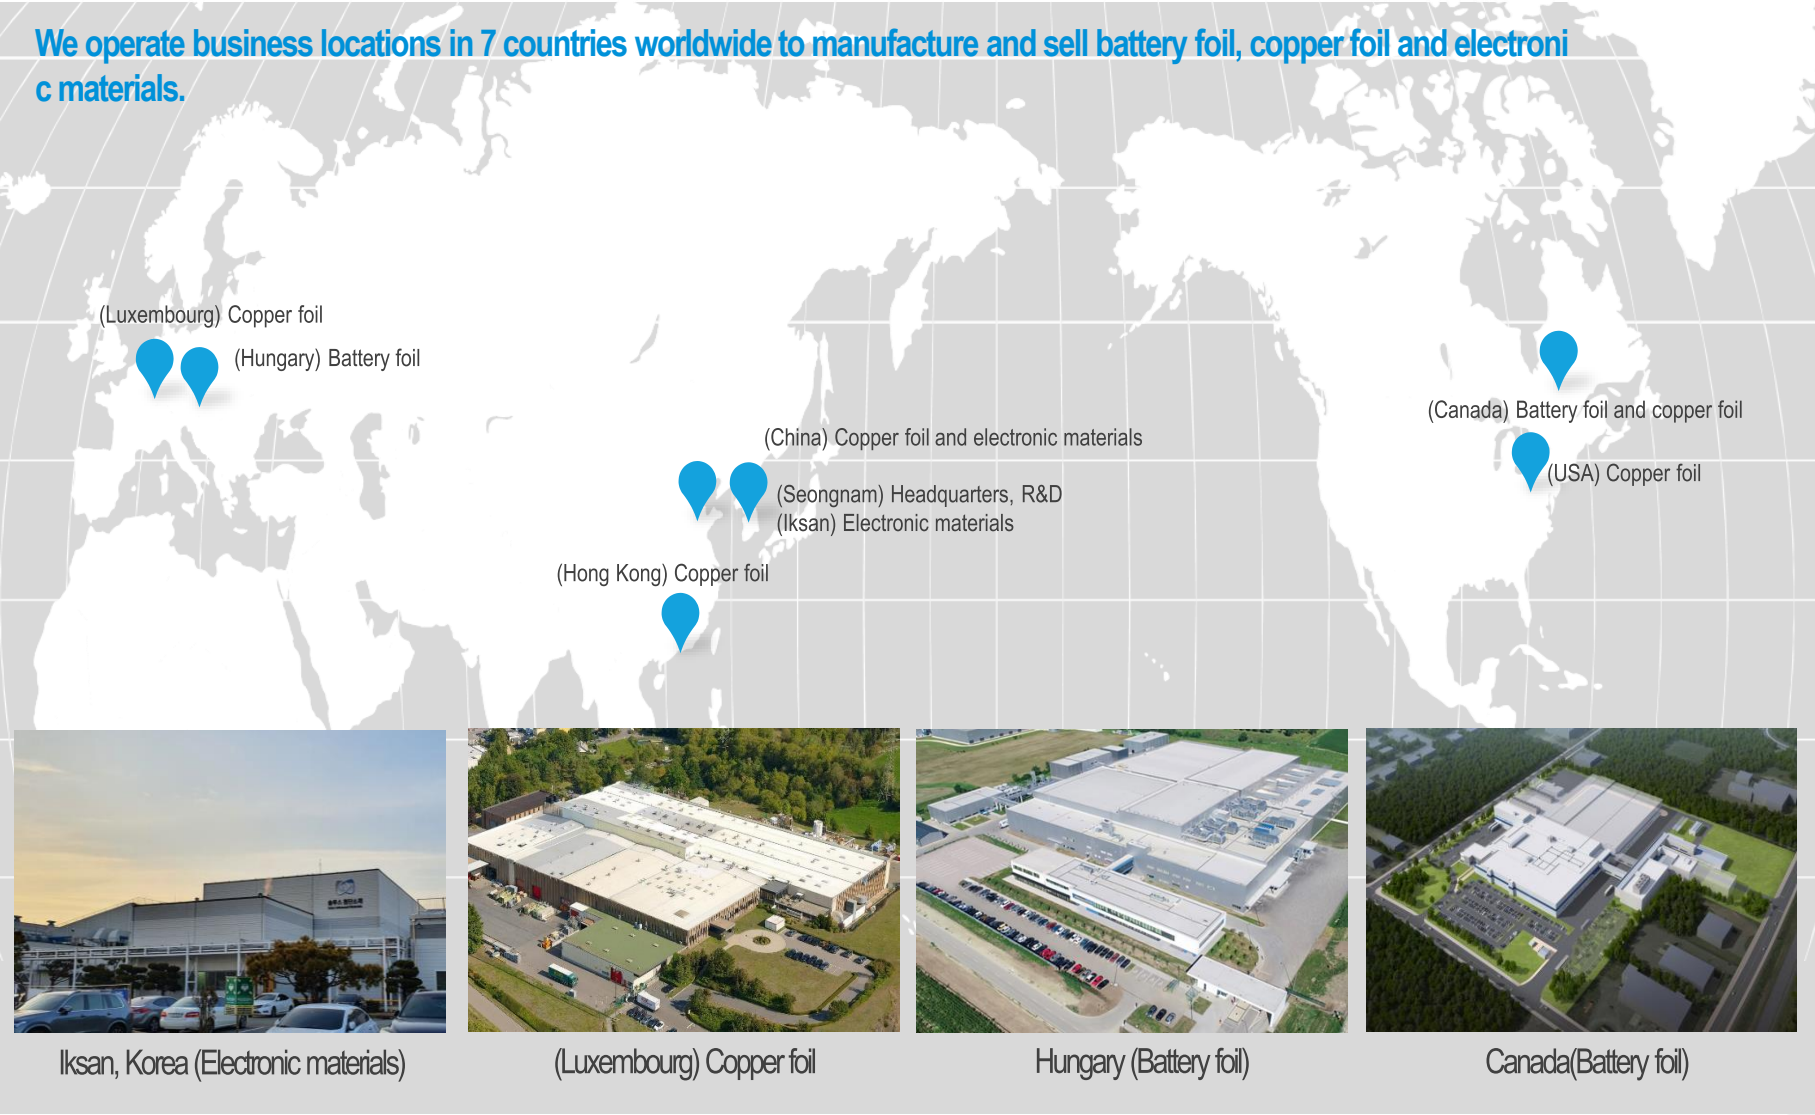 We operate business locations in 7 countries worldwide to manufacture and sell battery foil, copper foil and electroni
c materials.
(Luxembourg) Copper foil
(Hungary) Battery foil
(Canada) Battery foil and copper foil
(China) Copper foil and electronic materials
(USA) Copper foil
(Seongnam) Headquarters, R&D
(Iksan) Electronic materials
(Hong Kong) Copper foil
Iksan, Korea (Electronic materials)
(Luxembourg) Copper foil
Hungary (Battery foil)
Canada(Battery foil)